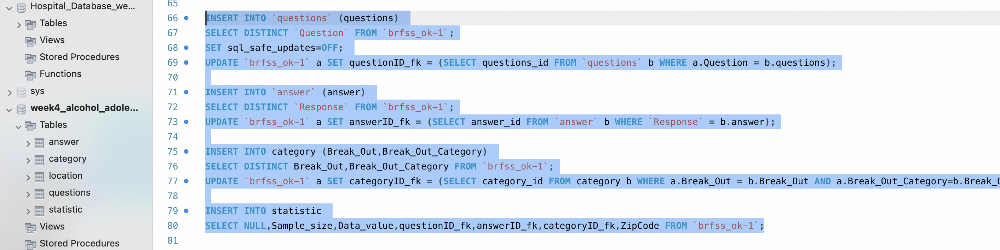 Hospital_Database_we...
Tables
Views
Stored Procedures
Functions
sys
week4_alcohol_adole...
Tables
answer
category
location
questions
statistic
Views
Stored Procedures
65
66 INSERT INTO `questions` (questions)
67 SELECT DISTINCT `Question` FROM `brfss_ok-1`;
68 SET sql_safe_updates=OFF;
69 UPDATE `brfss_ok-1` a SET questionID_fk = (SELECT questions_id FROM `questions` b WHERE a.Question = b.questions);
70
71 INSERT INTO `answer` (answer)
72 SELECT DISTINCT `Response` FROM `brfss_ok-1`;
73 UPDATE `brfss_ok-1` a SET answerID_fk = (SELECT answer_id FROM `answer` b WHERE `Response` = b.answer);
74
75 INSERT INTO category (Break_Out,Break_Out_Category)
76 SELECT DISTINCT Break_Out,Break_Out_Category FROM `brfss_ok-1`;
77 UPDATE `brfss_ok-1` a SET categoryID_fk = (SELECT category_id FROM category b WHERE a.Break_Out = b.Break_Out AND a.Break_Out_Category=b.Break_
78
79 INSERT INTO statistic
80 SELECT NULL,Sample_size,Data_value,questionID_fk,answerID_fk,categoryID_fk,ZipCode FROM `brfss_ok-1`;
81